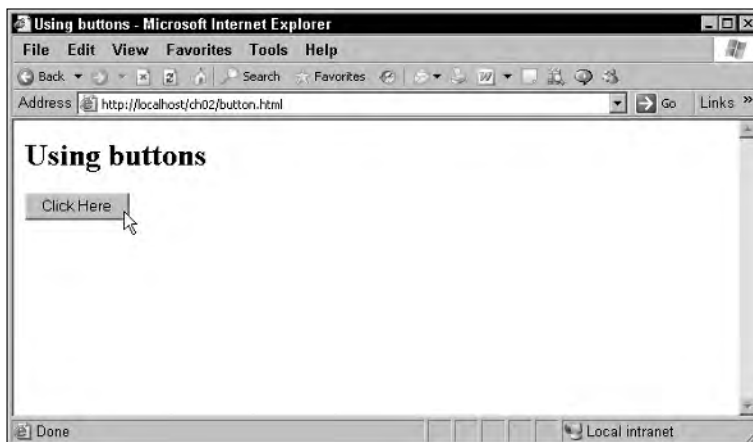 Using buttons - Microsoft Internet Explorer
File Edit View Favorites Tools Help
Back Search Favorites
Address http://localhost/ch02/button.html Go Links »
Using buttons
Click Here
Done Local intranet